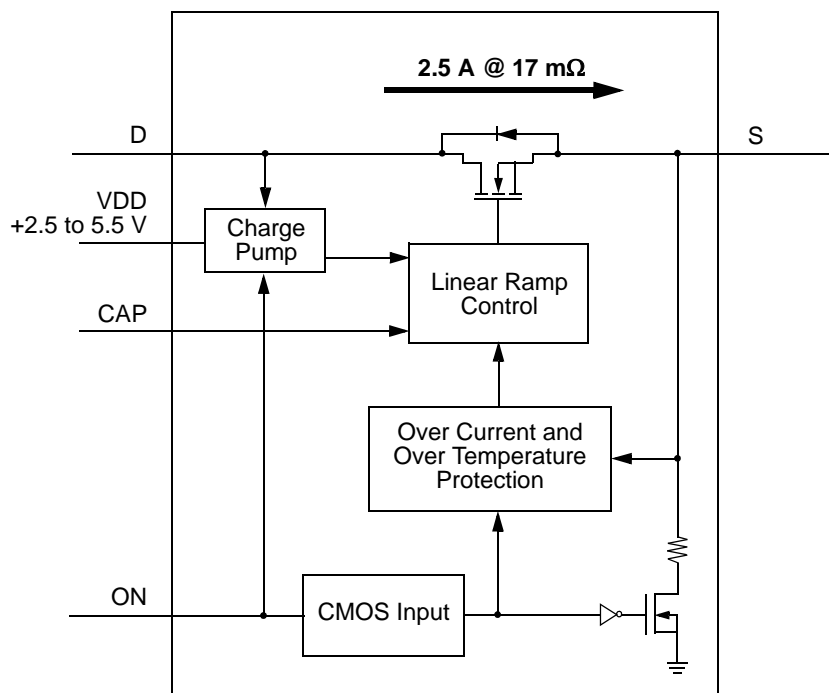 2.5 A @ 17 mΩ
D
S
VDD
+2.5 to 5.5 V
Charge
Pump
Linear Ramp
Control
CAP
Over Current and
Over Temperature
Protection
ON
CMOS Input